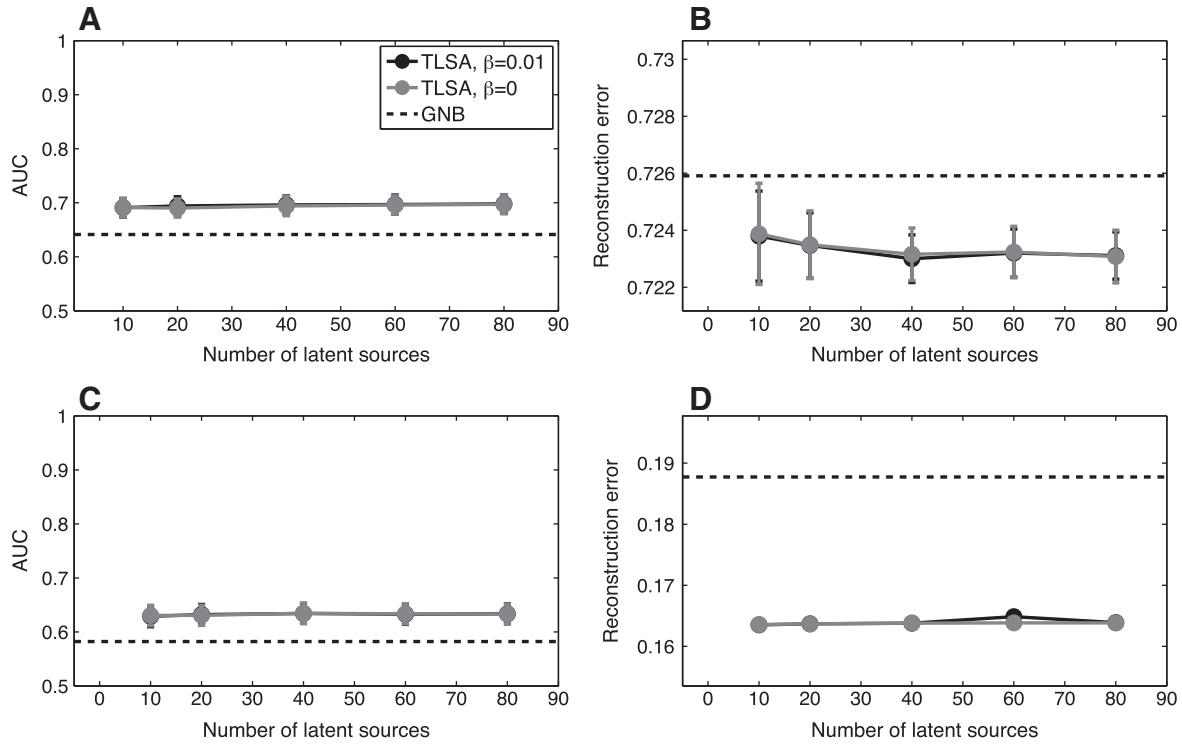 A
1
0.9
0.8
0.7
0.6
0.5
AUC
10 20 30 40 50 60 70 80 90
Number of latent sources
TLSA, β=0.01
TLSA, β=0
GNB
B
0.73
0.728
0.726
0.724
0.722
Reconstruction error
0 10 20 30 40 50 60 70 80 90
Number of latent sources
C
1
0.9
0.8
0.7
0.6
0.5
AUC
0 10 20 30 40 50 60 70 80 90
Number of latent sources
D
0.19
0.18
0.17
0.16
Reconstruction error
0 10 20 30 40 50 60 70 80 90
Number of latent sources